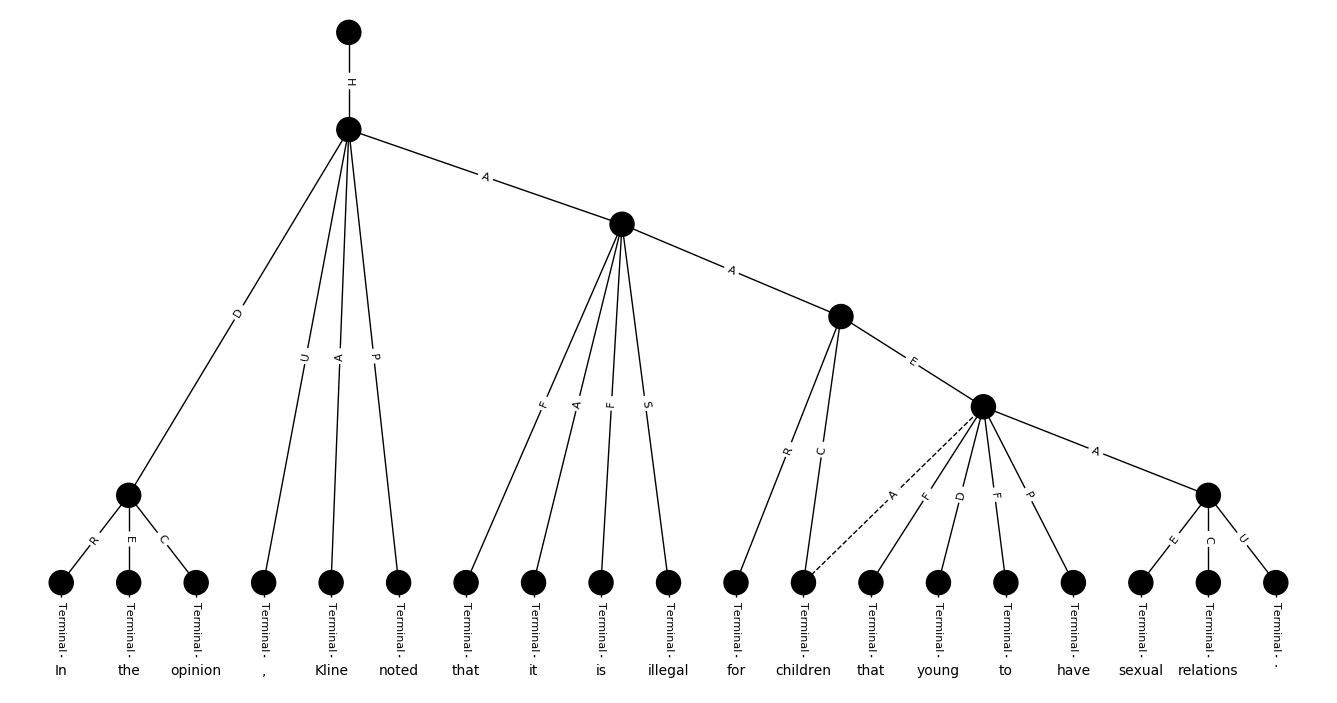 H
A
D
U A P
A
E
F A F S
R C
A
A F D F P
R E C
E C U
Terminal Terminal Terminal Terminal Terminal Terminal Terminal Terminal Terminal Terminal Terminal Terminal Terminal Terminal Terminal Terminal Terminal Terminal Terminal
In the opinion , Kline noted that it is illegal for children that young to have sexual relations .